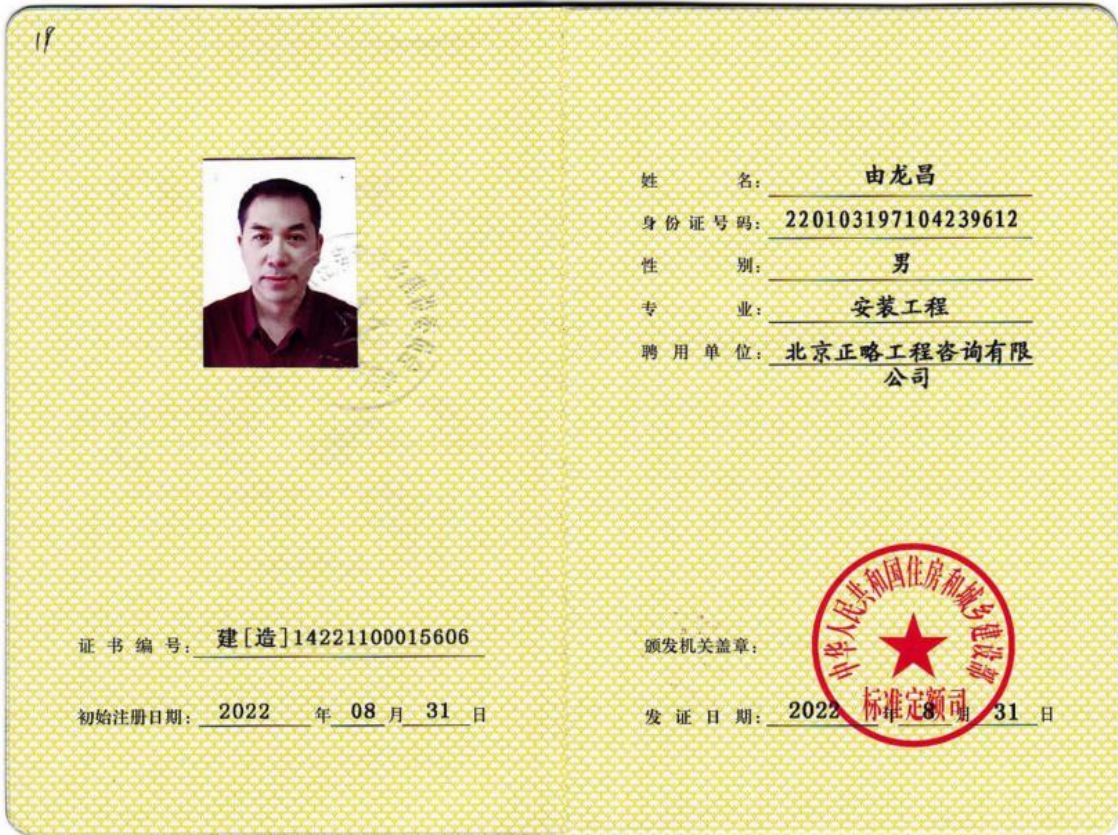 18
姓名: 由龙昌
身份证号码: 220103197104239612
性别: 男
专业: 安装工程
聘用单位: 北京正略工程咨询有限
公司
证书编号: 建[造]14221100015606
初始注册日期: 2022 年 08 月 31 日
颁发机关盖章:
中华人民共和国住房和城乡建设部
标准定额司
发证日期: 2022 年 8 月 31 日